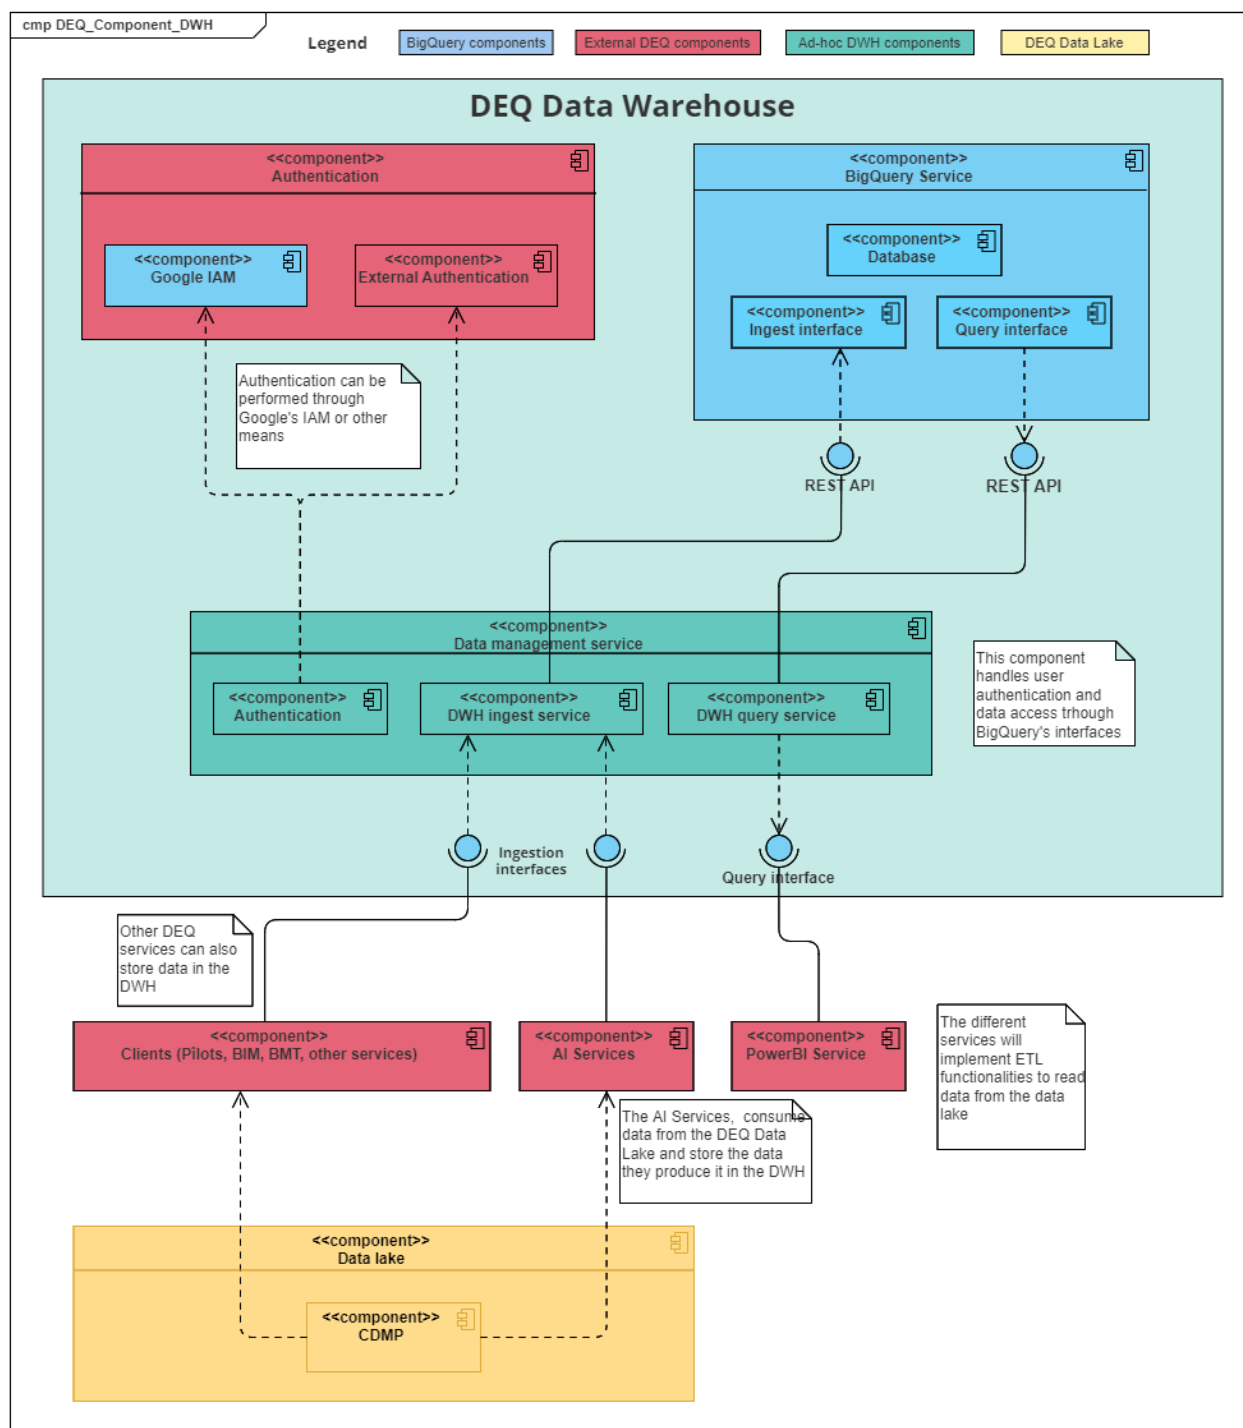 cmp DEQ_Component_DWH
Legend
BigQuery components
External DEQ components
Ad-hoc DWH components
DEQ Data Lake
DEQ Data Warehouse
<<component>>
Authentication
<<component>>
Google IAM
<<component>>
External Authentication
<<component>>
BigQuery Service
<<component>>
Database
<<component>>
Ingest interface
<<component>>
Query interface
Authentication can be
performed through
Google's IAM or other
means
REST API
REST API
<<component>>
Data management service
<<component>>
Authentication
<<component>>
DWH ingest service
<<component>>
DWH query service
This component
handles user
authentication and
data access trhough
BigQuery's interfaces
Ingestion
interfaces
Query interface
Other DEQ
services can also
store data in the
DWH
<<component>>
Clients (Pilots, BIM, BMT, other services)
<<component>>
AI Services
<<component>>
PowerBI Service
The different
services will
implement ETL
functionalities to read
data from the data
lake
The AI Services,  consume
data from the DEQ Data
Lake and store the data
they produce it in the DWH
<<component>>
Data lake
<<component>>
CDMP